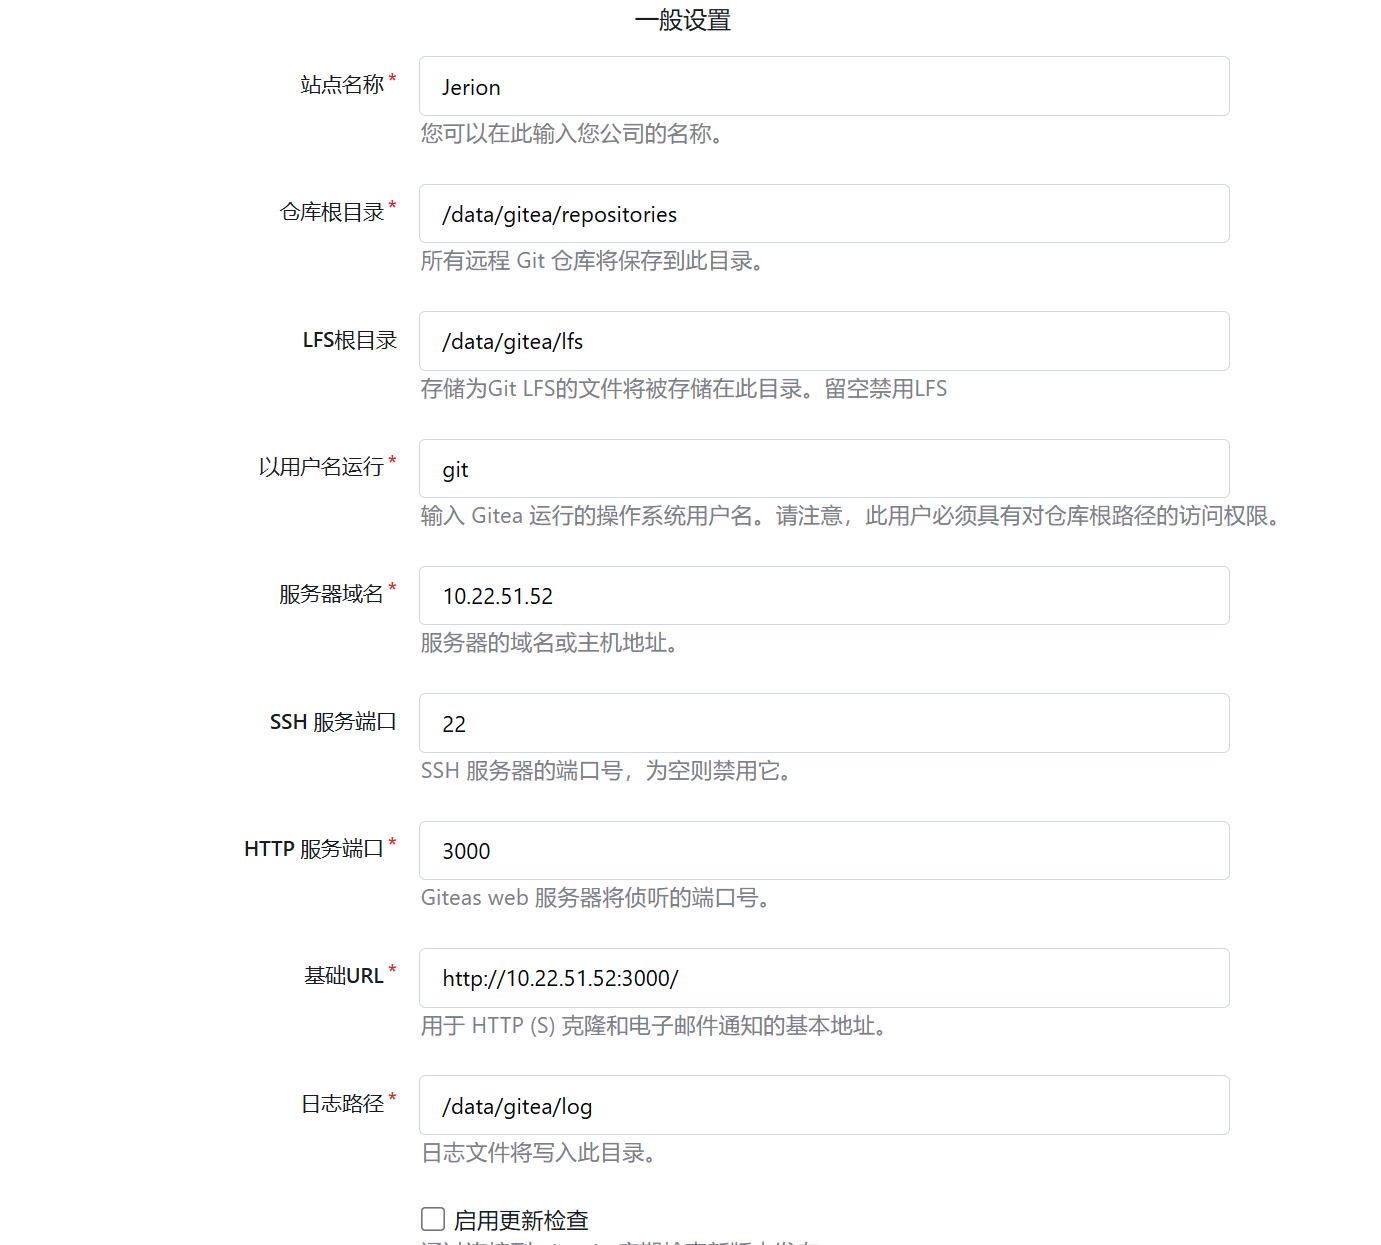 一般设置
站点名称*
Jerion
您可以在此输入您公司的名称。
仓库根目录*
/data/gitea/repositories
所有远程 Git 仓库将保存到此目录。
LFS根目录
/data/gitea/lfs
存储为Git LFS的文件将被存储在此目录。留空禁用LFS
以用户名运行*
git
输入 Gitea 运行的操作系统用户名。请注意，此用户必须具有对仓库根路径的访问权限。
服务器域名*
10.22.51.52
服务器的域名或主机地址。
SSH 服务端口
22
SSH 服务器的端口号，为空则禁用它。
HTTP 服务端口*
3000
Giteas web 服务器将侦听的端口号。
基础URL*
http://10.22.51.52:3000/
用于 HTTP (S) 克隆和电子邮件通知的基本地址。
日志路径*
/data/gitea/log
日志文件将写入此目录。
启用更新检查